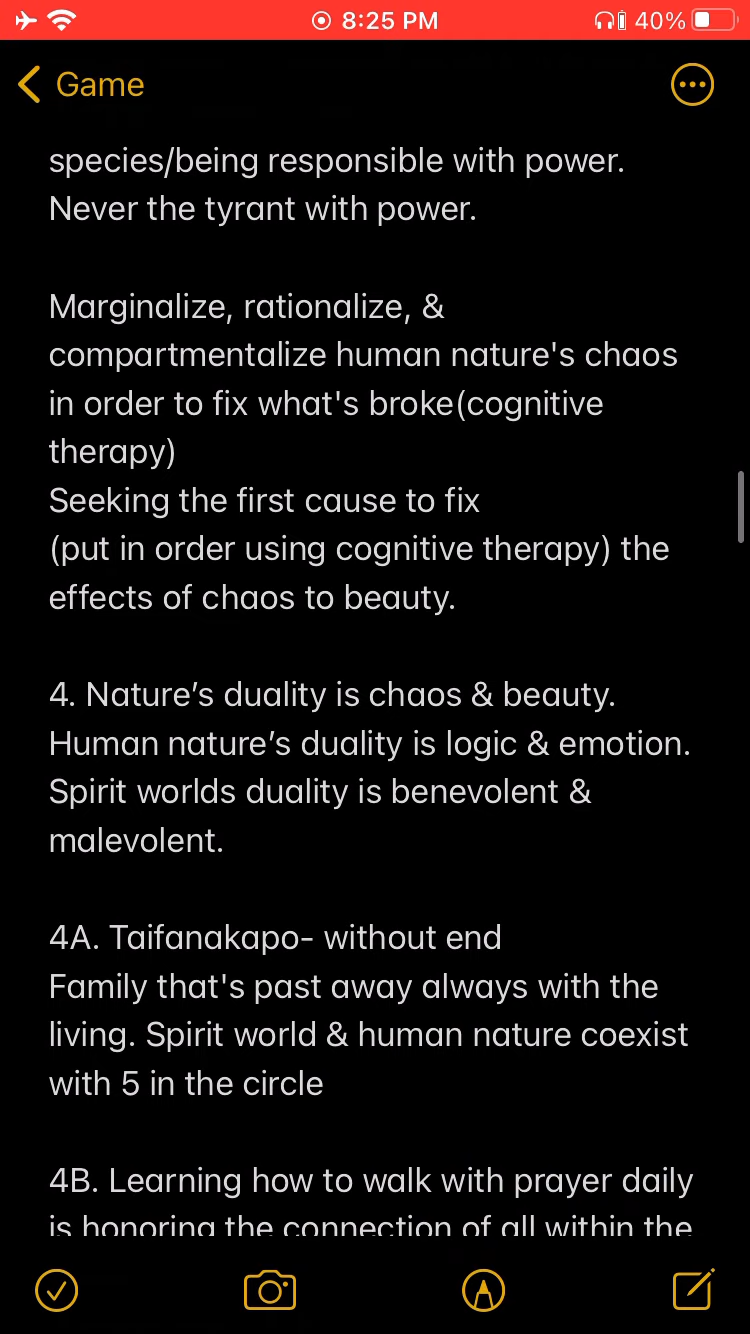 8:25 PM
40%
Game
species/being responsible with power.
Never the tyrant with power.
Marginalize, rationalize, &
compartmentalize human nature's chaos
in order to fix what's broke(cognitive
therapy)
Seeking the first cause to fix
(put in order using cognitive therapy) the
effects of chaos to beauty.
4. Nature’s duality is chaos & beauty.
Human nature’s duality is logic & emotion.
Spirit worlds duality is benevolent &
malevolent.
4A. Taifanakapo- without end
Family that's past away always with the
living. Spirit world & human nature coexist
with 5 in the circle
4B. Learning how to walk with prayer daily
is honoring the connection of all within the